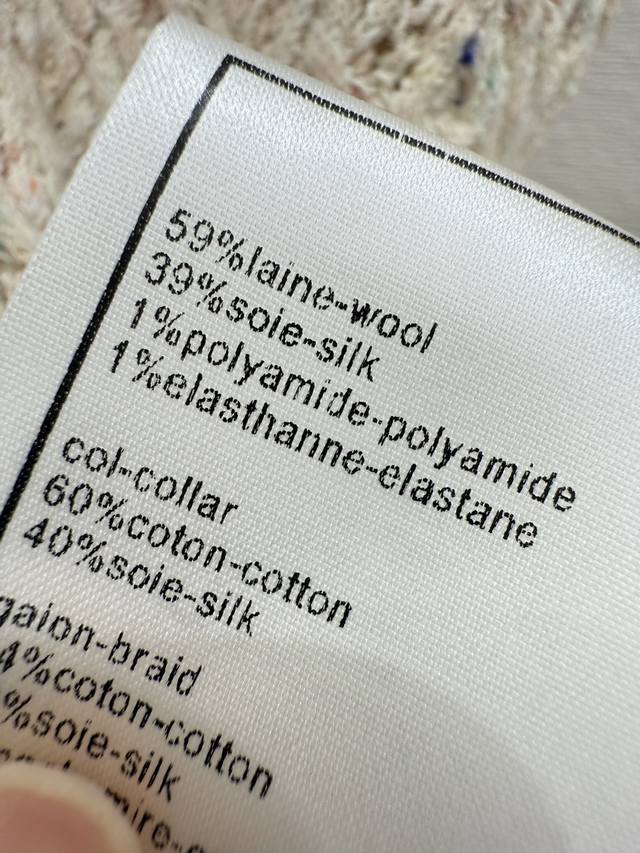 59%laine-wool
39%soie-silk
1%polyamide-polyamide
1%elasthanne-elastane
col-collar
60%coton-cotton
40%soie-silk
galon-braid
4%coton-cotton
%soie-silk